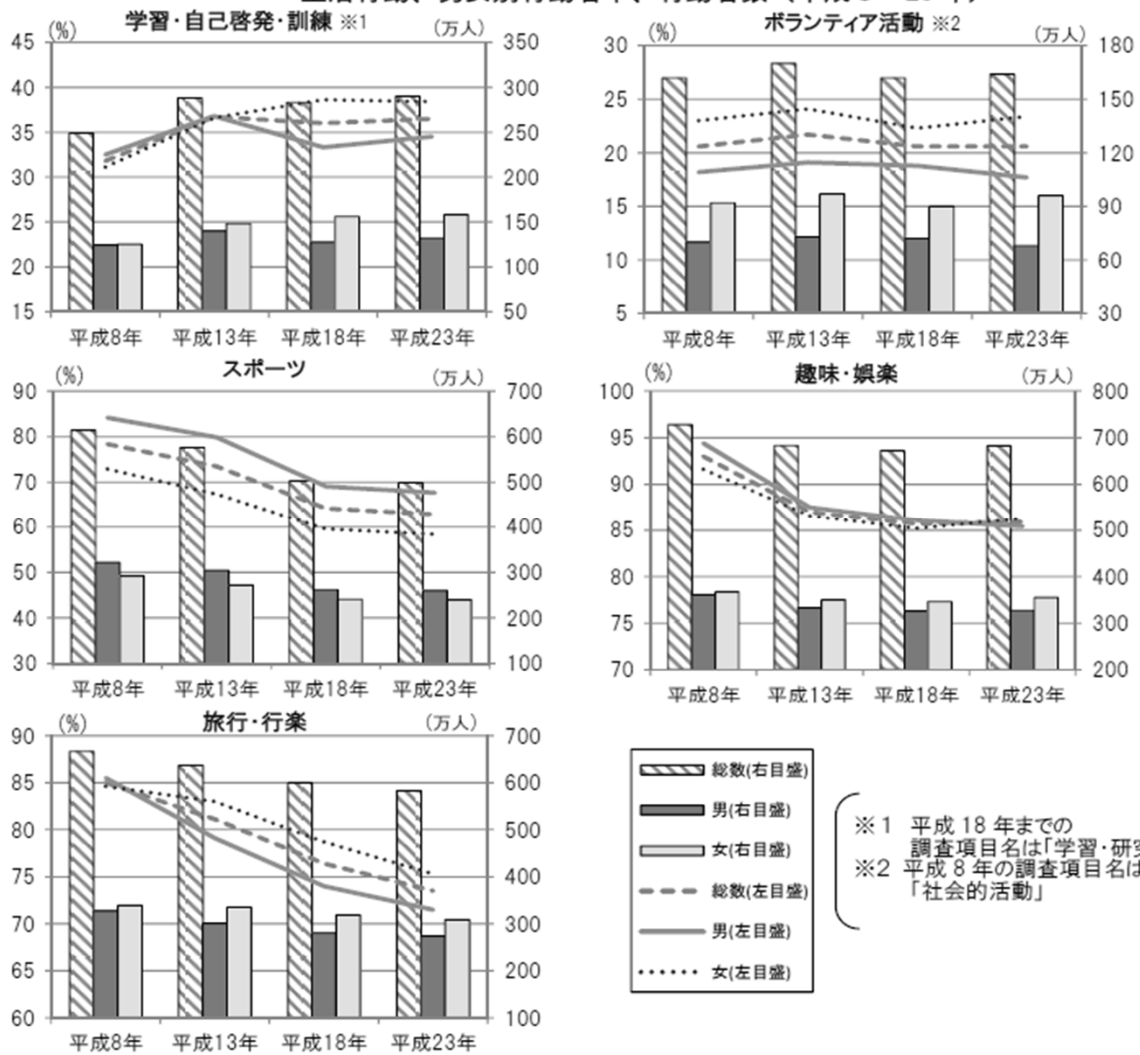 学習・自己啓発・訓練 ※1
(%) (万人)
45 350
40 300
35 250
30 200
25 150
20 100
15 50
平成8年 平成13年 平成18年 平成23年
ボランティア活動 ※2
(%) (万人)
30 180
25 150
20 120
15 90
10 60
5 30
平成8年 平成13年 平成18年 平成23年
スポーツ
(%) (万人)
90 700
80 600
70 500
60 400
50 300
40 200
30 100
平成8年 平成13年 平成18年 平成23年
趣味・娯楽
(%) (万人)
100 800
95 700
90 600
85 500
80 400
75 300
70 200
平成8年 平成13年 平成18年 平成23年
旅行・行楽
(%) (万人)
90 700
85 600
80 500
75 400
70 300
65 200
60 100
平成8年 平成13年 平成18年 平成23年
総数(右目盛)
男(右目盛)
女(右目盛)
総数(左目盛)
男(左目盛)
女(左目盛)
※1 平成 18 年までの
調査項目名は「学習・研究
※2 平成 8 年の調査項目名は
「社会的活動」